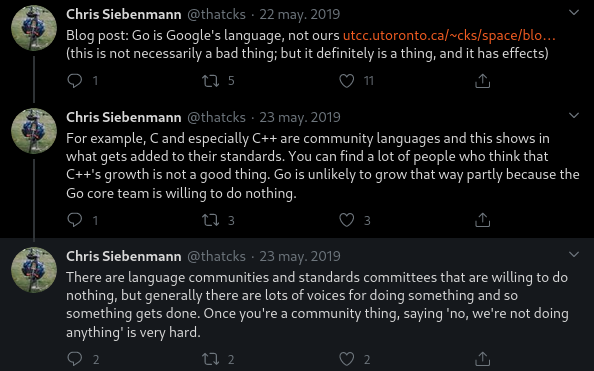 Chris Siebenmann @thatcks · 22 may. 2019
Blog post: Go is Google's language, not ours utcc.utoronto.ca/~cks/space/blo…
(this is not necessarily a bad thing; but it definitely is a thing, and it has effects)
1 5 11
Chris Siebenmann @thatcks · 23 may. 2019
For example, C and especially C++ are community languages and this shows in
what gets added to their standards. You can find a lot of people who think that
C++'s growth is not a good thing. Go is unlikely to grow that way partly because the
Go core team is willing to do nothing.
1 3 3
Chris Siebenmann @thatcks · 23 may. 2019
There are language communities and standards committees that are willing to do
nothing, but generally there are lots of voices for doing something and so
something gets done. Once you're a community thing, saying 'no, we're not doing
anything' is very hard.
2 2 2